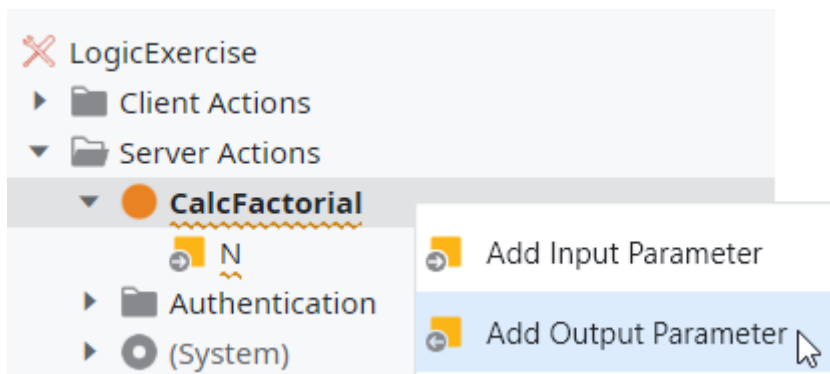 LogicExercise
Client Actions
Server Actions
CalcFactorial
N
Add Input Parameter
Authentication
Add Output Parameter
(System)